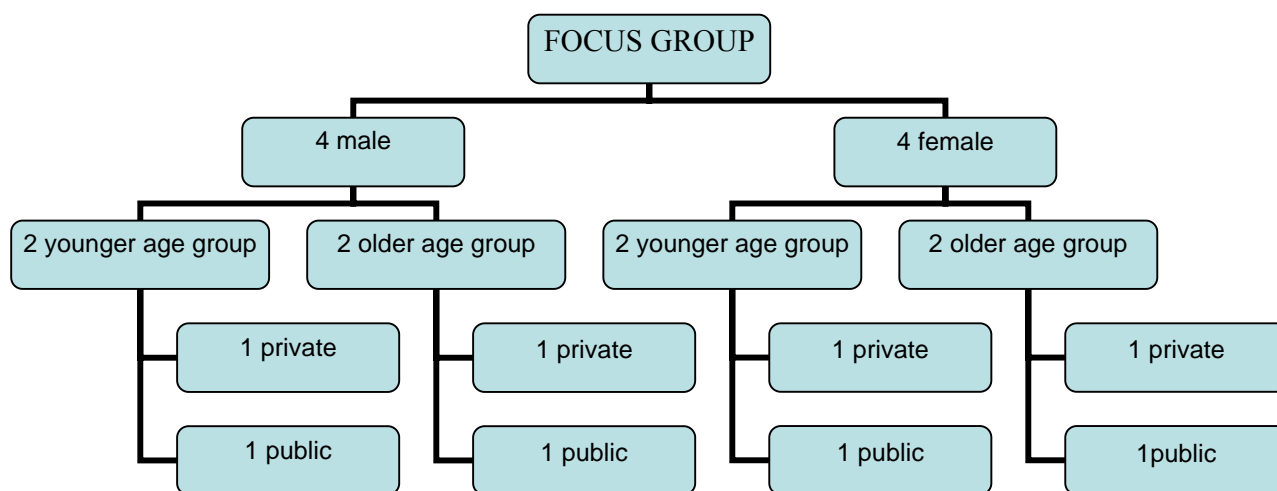 FOCUS GROUP
4 male
4 female
2 younger age group
2 older age group
2 younger age group
2 older age group
1 private
1 private
1 private
1 private
1 public
1 public
1 public
1public